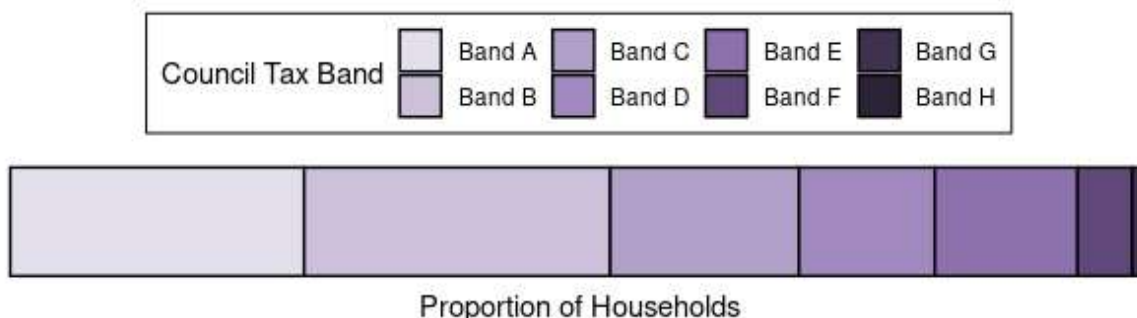 Council Tax Band
Band A
Band C
Band E
Band G
Band B
Band D
Band F
Band H
Proportion of Households